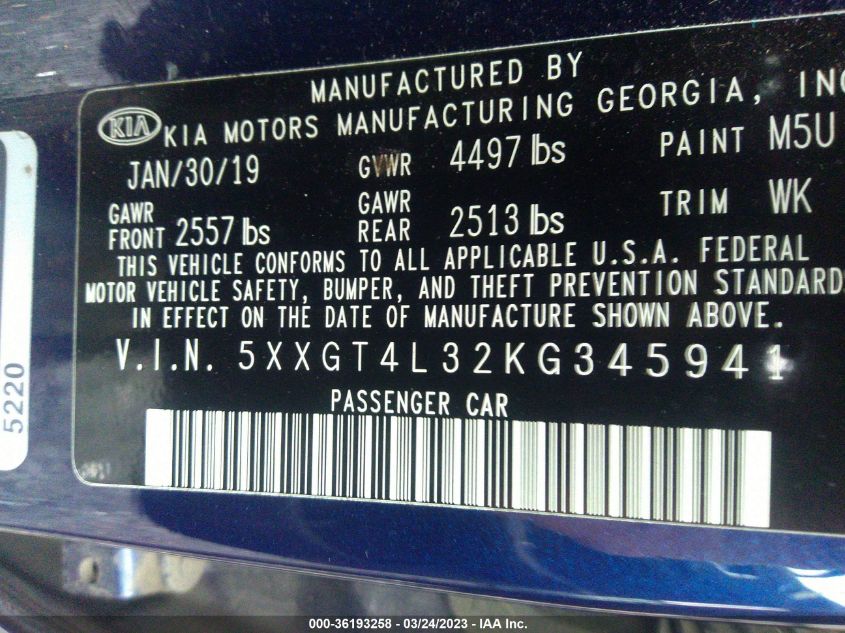 MANUFACTURED BY
KIA KIA MOTORS MANUFACTURING GEORGIA, INC
JAN/30/19 GVWR 4497 lbs PAINT M5U
GAWR FRONT 2557 lbs GAWR REAR 2513 lbs TRIM WK
THIS VEHICLE CONFORMS TO ALL APPLICABLE U.S.A. FEDERAL
MOTOR VEHICLE SAFETY, BUMPER, AND THEFT PREVENTION STANDARDS
IN EFFECT ON THE DATE OF MANUFACTURE SHOWN ABOVE.
V.I.N. 5XXGT4L32KG345941
PASSENGER CAR
5220
000-36193258 - 03/24/2023 - IAA Inc.